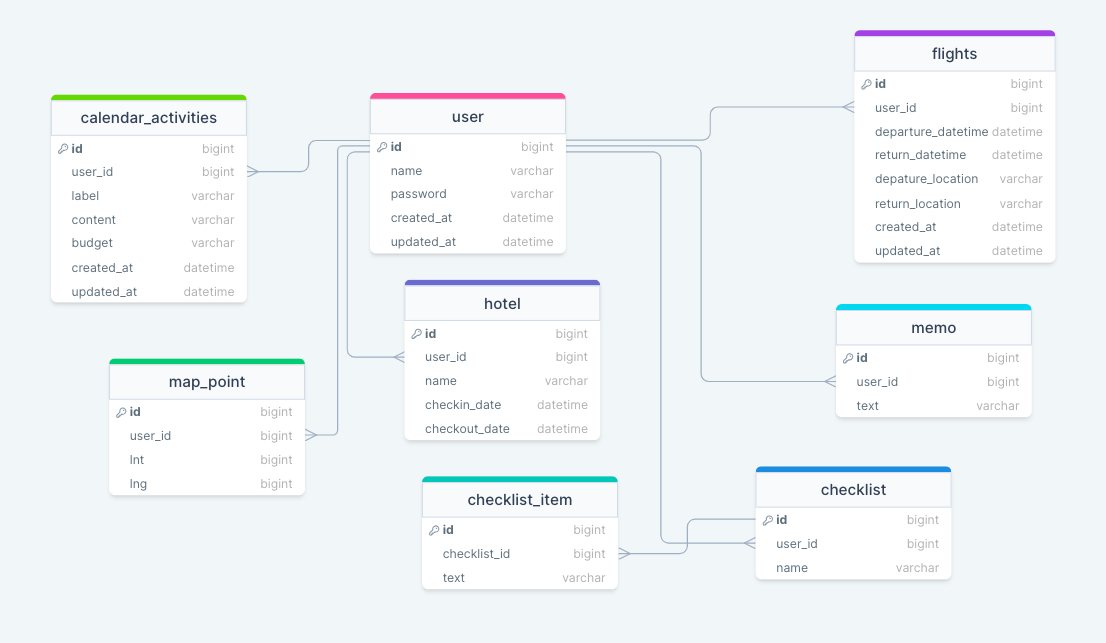 calendar_activities
id bigint
user_id bigint
label varchar
content varchar
budget varchar
created_at datetime
updated_at datetime
user
id bigint
name varchar
password varchar
created_at datetime
updated_at datetime
flights
id bigint
user_id bigint
departure_datetime datetime
return_datetime datetime
depature_location varchar
return_location varchar
created_at datetime
updated_at datetime
hotel
id bigint
user_id bigint
name varchar
checkin_date datetime
checkout_date datetime
memo
id bigint
user_id bigint
text varchar
map_point
id bigint
user_id bigint
lnt bigint
lng bigint
checklist_item
id bigint
checklist_id bigint
text varchar
checklist
id bigint
user_id bigint
name varchar